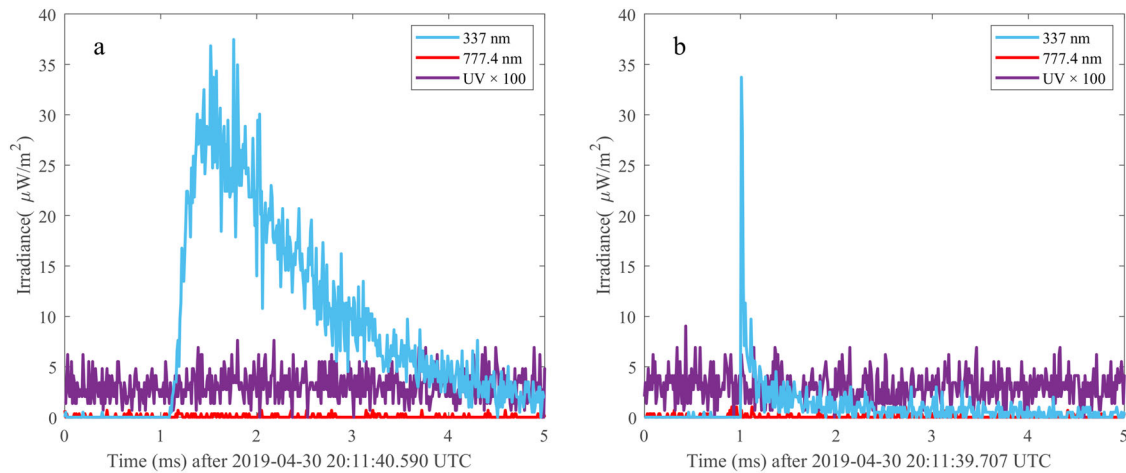 a
337 nm
777.4 nm
UV × 100
40
35
30
25
20
15
10
5
0
Irradiance( μW/m²)
0 1 2 3 4 5
Time (ms) after 2019-04-30 20:11:40.590 UTC
b
337 nm
777.4 nm
UV × 100
40
35
30
25
20
15
10
5
0
Irradiance( μW/m²)
0 1 2 3 4 5
Time (ms) after 2019-04-30 20:11:39.707 UTC